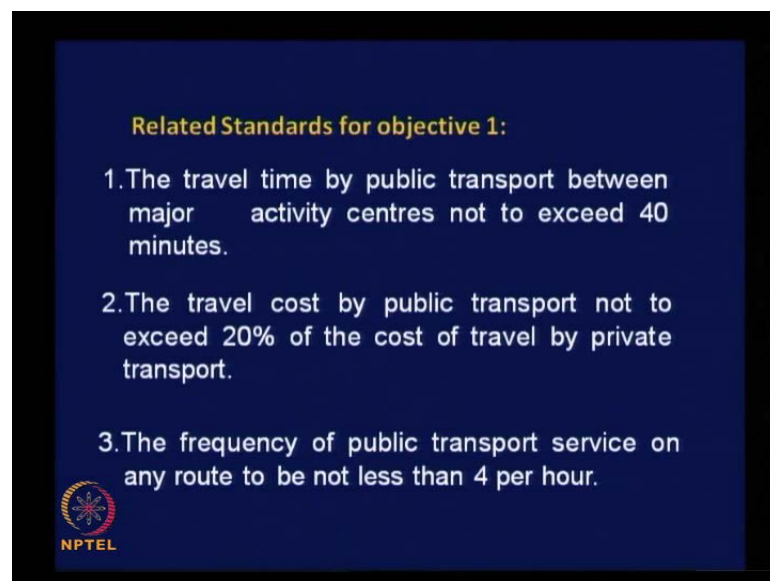 Related Standards for objective 1:
1.The travel time by public transport between
major activity centres not to exceed 40
minutes.
2.The travel cost by public transport not to
exceed 20% of the cost of travel by private
transport.
3.The frequency of public transport service on
any route to be not less than 4 per hour.
NPTEL